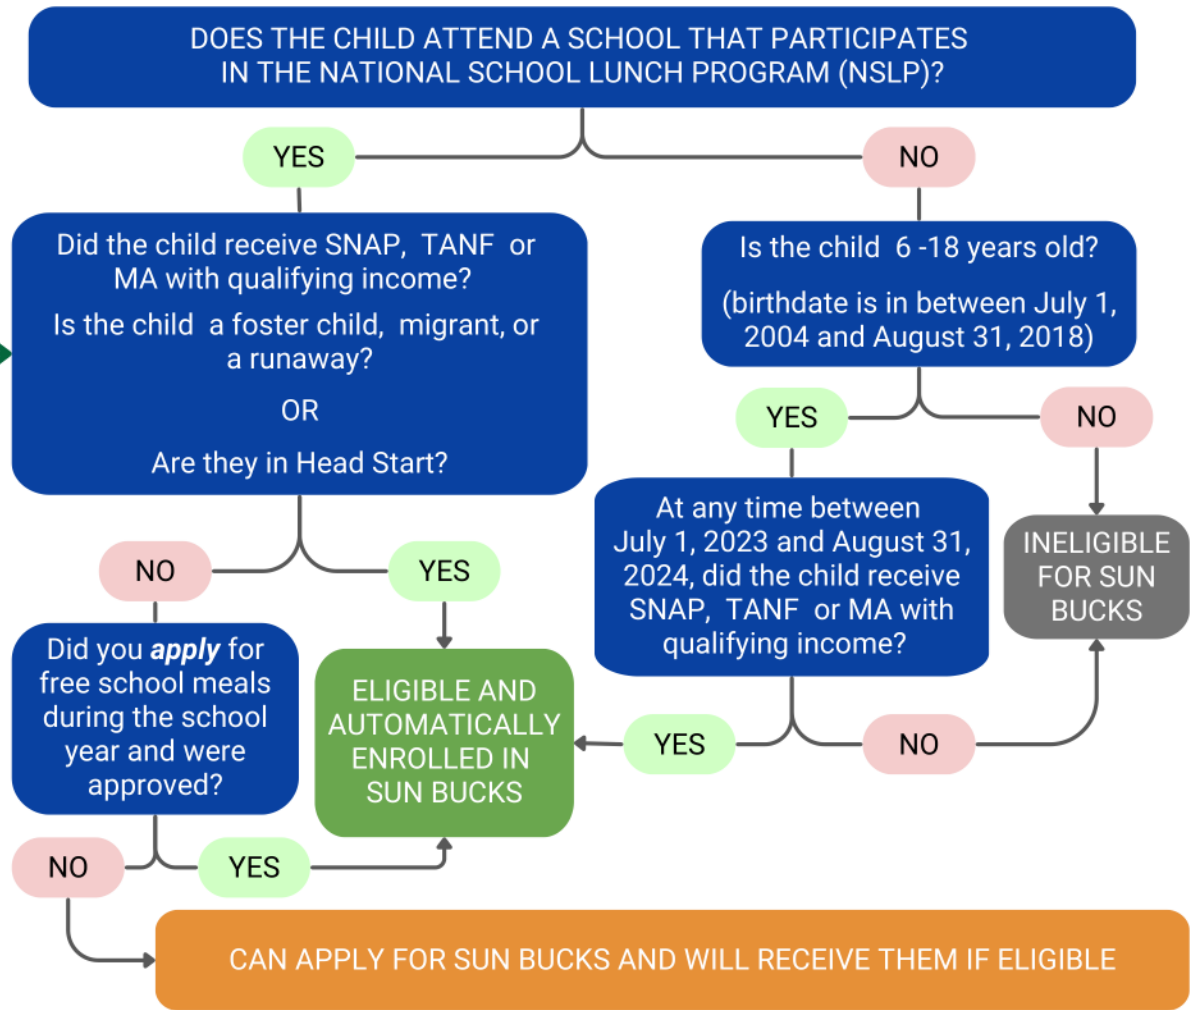 DOES THE CHILD ATTEND A SCHOOL THAT PARTICIPATES
IN THE NATIONAL SCHOOL LUNCH PROGRAM (NSLP)?
YES
NO
Did the child receive SNAP, TANF or
MA with qualifying income?
Is the child a foster child, migrant, or
a runaway?
OR
Are they in Head Start?
Is the child 6 -18 years old?
(birthdate is in between July 1,
2004 and August 31, 2018)
YES
NO
At any time between
July 1, 2023 and August 31,
2024, did the child receive
SNAP, TANF or MA with
qualifying income?
INELIGIBLE
FOR SUN
BUCKS
NO
YES
Did you apply for
free school meals
during the school
year and were
approved?
ELIGIBLE AND
AUTOMATICALLY
ENROLLED IN
SUN BUCKS
YES
NO
NO
YES
CAN APPLY FOR SUN BUCKS AND WILL RECEIVE THEM IF ELIGIBLE